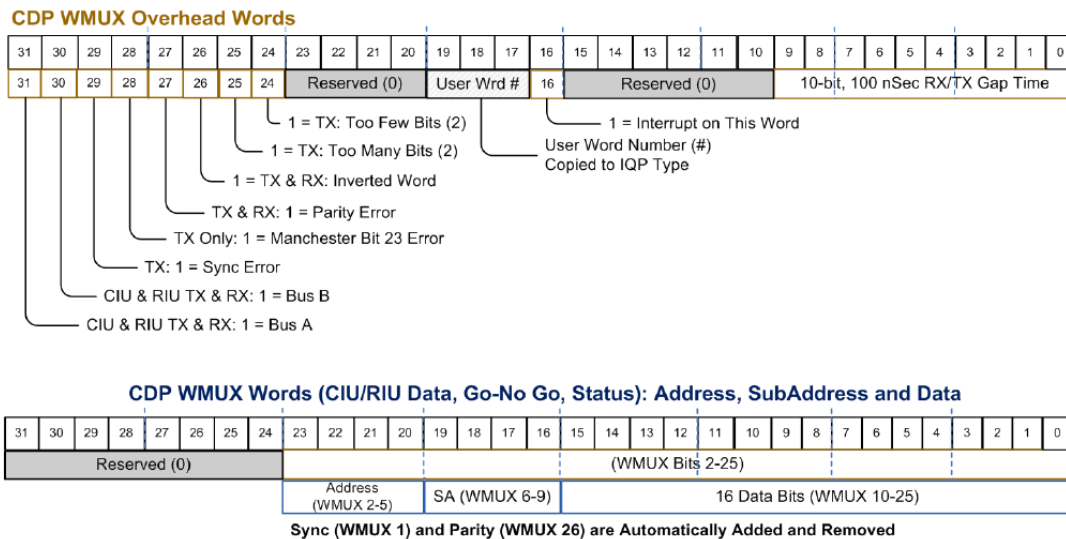 CDP WMUX Overhead Words
31 30 29 28 27 26 25 24 23 22 21 20 19 18 17 16 15 14 13 12 11 10 9 8 7 6 5 4 3 2 1 0
31 30 29 28 27 26 25 24 Reserved (0) User Wrd # 16 Reserved (0) 10-bit, 100 nSec RX/TX Gap Time
1 = TX: Too Few Bits (2)
1 = Interrupt on This Word
1 = TX: Too Many Bits (2)
User Word Number (#)
Copied to IQP Type
1 = TX & RX: Inverted Word
TX & RX: 1 = Parity Error
TX Only: 1 = Manchester Bit 23 Error
TX: 1 = Sync Error
CIU & RIU TX & RX: 1 = Bus B
CIU & RIU TX & RX: 1 = Bus A
CDP WMUX Words (CIU/RIU Data, Go-No Go, Status): Address, SubAddress and Data
31 30 29 28 27 26 25 24 23 22 21 20 19 18 17 16 15 14 13 12 11 10 9 8 7 6 5 4 3 2 1 0
Reserved (0) (WMUX Bits 2-25)
Address
(WMUX 2-5)
SA (WMUX 6-9)
16 Data Bits (WMUX 10-25)
Sync (WMUX 1) and Parity (WMUX 26) are Automatically Added and Removed